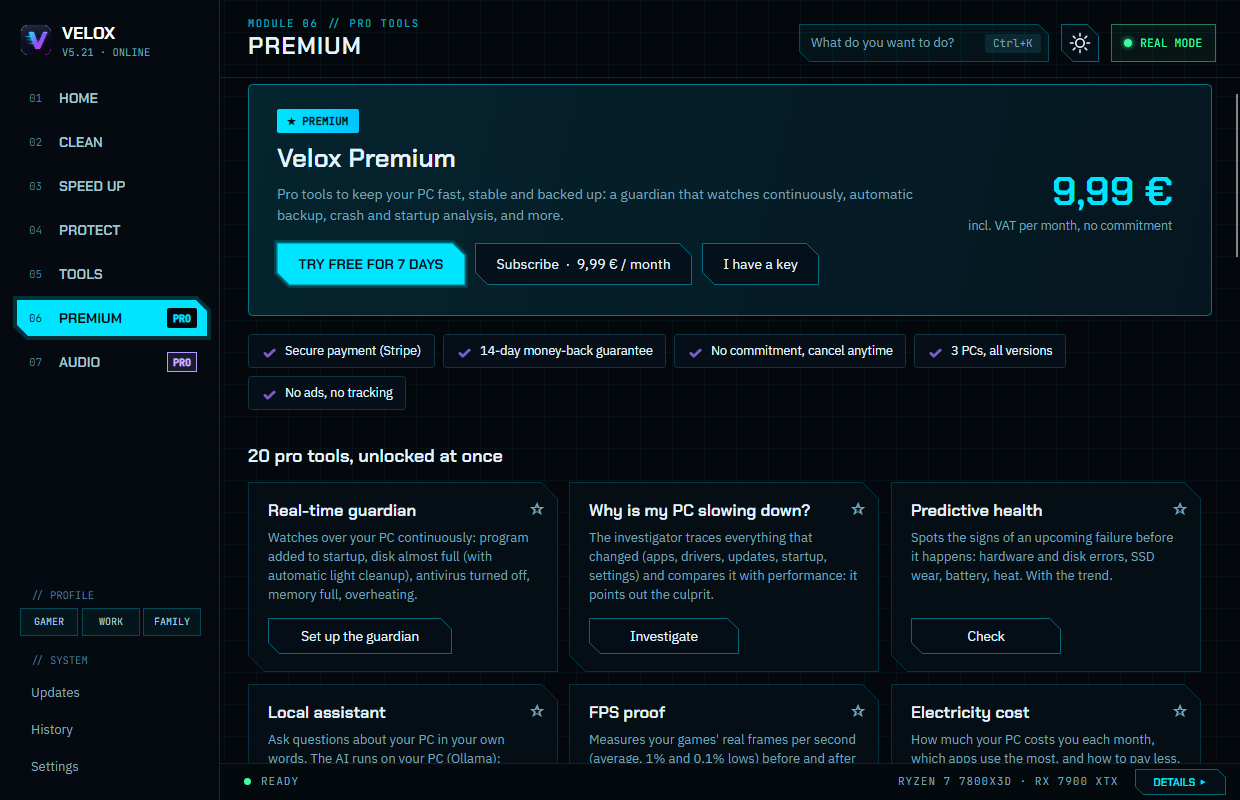 VELOX
V5.21 · ONLINE
01 HOME
02 CLEAN
03 SPEED UP
04 PROTECT
05 TOOLS
06 PREMIUM PRO
07 AUDIO PRO
// PROFILE
GAMER WORK FAMILY
// SYSTEM
Updates
History
Settings
MODULE 06 // PRO TOOLS
PREMIUM
What do you want to do? Ctrl+K
REAL MODE
★ PREMIUM
Velox Premium
Pro tools to keep your PC fast, stable and backed up: a guardian that watches continuously, automatic
backup, crash and startup analysis, and more.
TRY FREE FOR 7 DAYS
Subscribe · 9,99 € / month
I have a key
9,99 €
incl. VAT per month, no commitment
Secure payment (Stripe)
14-day money-back guarantee
No commitment, cancel anytime
3 PCs, all versions
No ads, no tracking
20 pro tools, unlocked at once
Real-time guardian
Watches over your PC continuously: program
added to startup, disk almost full (with
automatic light cleanup), antivirus turned off,
memory full, overheating.
Set up the guardian
Why is my PC slowing down?
The investigator traces everything that
changed (apps, drivers, updates, startup,
settings) and compares it with performance: it
points out the culprit.
Investigate
Predictive health
Spots the signs of an upcoming failure before
it happens: hardware and disk errors, SSD
wear, battery, heat. With the trend.
Check
Local assistant
Ask questions about your PC in your own
words. The AI runs on your PC (Ollama):
FPS proof
Measures your games' real frames per second
(average, 1% and 0.1% lows) before and after
Electricity cost
How much your PC costs you each month,
which apps use the most, and how to pay less.
READY
RYZEN 7 7800X3D · RX 7900 XTX
DETAILS ▸